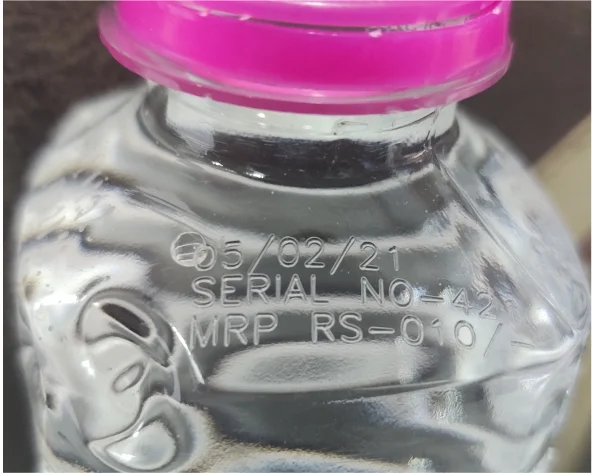 05/02/21
SERIAL NO-42
MRP RS-010/-